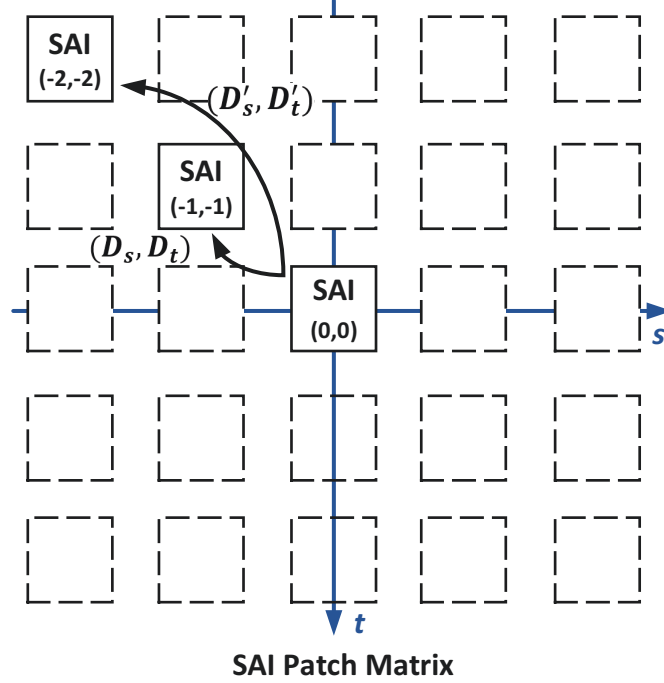 SAI
(-2,-2)
(D's, D't)
SAI
(-1,-1)
(Ds, Dt)
SAI
(0,0)
s
t
SAI Patch Matrix